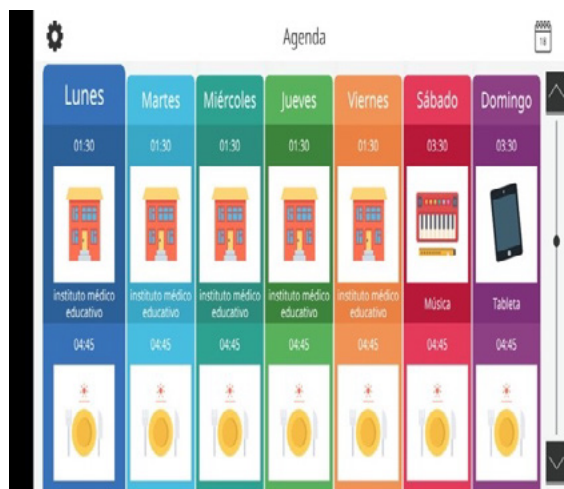 Agenda
18
Lunes Martes Miércoles Jueves Viernes Sábado Domingo
01:30 01:30 01:30 01:30 01:30 03:30 03:30
instituto médico educativo instituto médico educativo instituto médico educativo instituto médico educativo instituto médico educativo Música Tableta
04:45 04:45 04:45 04:45 04:45 04:45 04:45